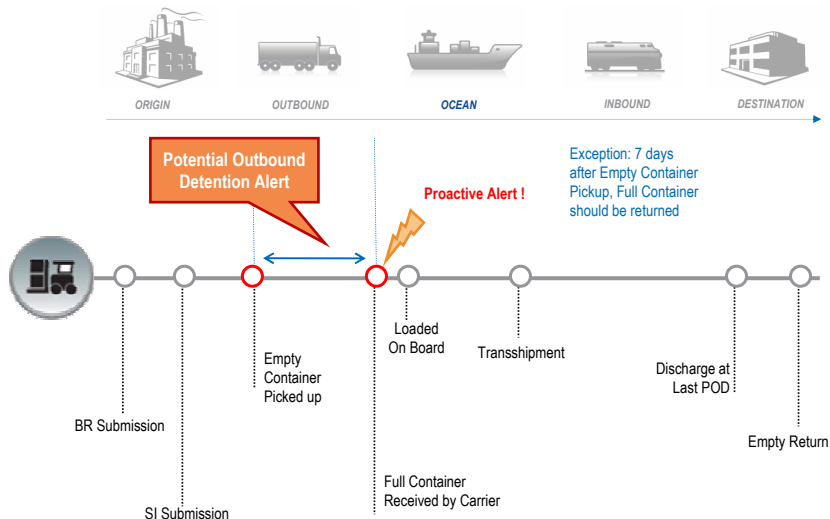 ORIGIN
OUTBOUND
OCEAN
INBOUND
DESTINATION
Potential Outbound
Detention Alert
Proactive Alert !
Exception: 7 days
after Empty Container
Pickup, Full Container
should be returned
BR Submission
SI Submission
Empty
Container
Picked up
Full Container
Received by Carrier
Loaded
On Board
Transshipment
Discharge at
Last POD
Empty Return